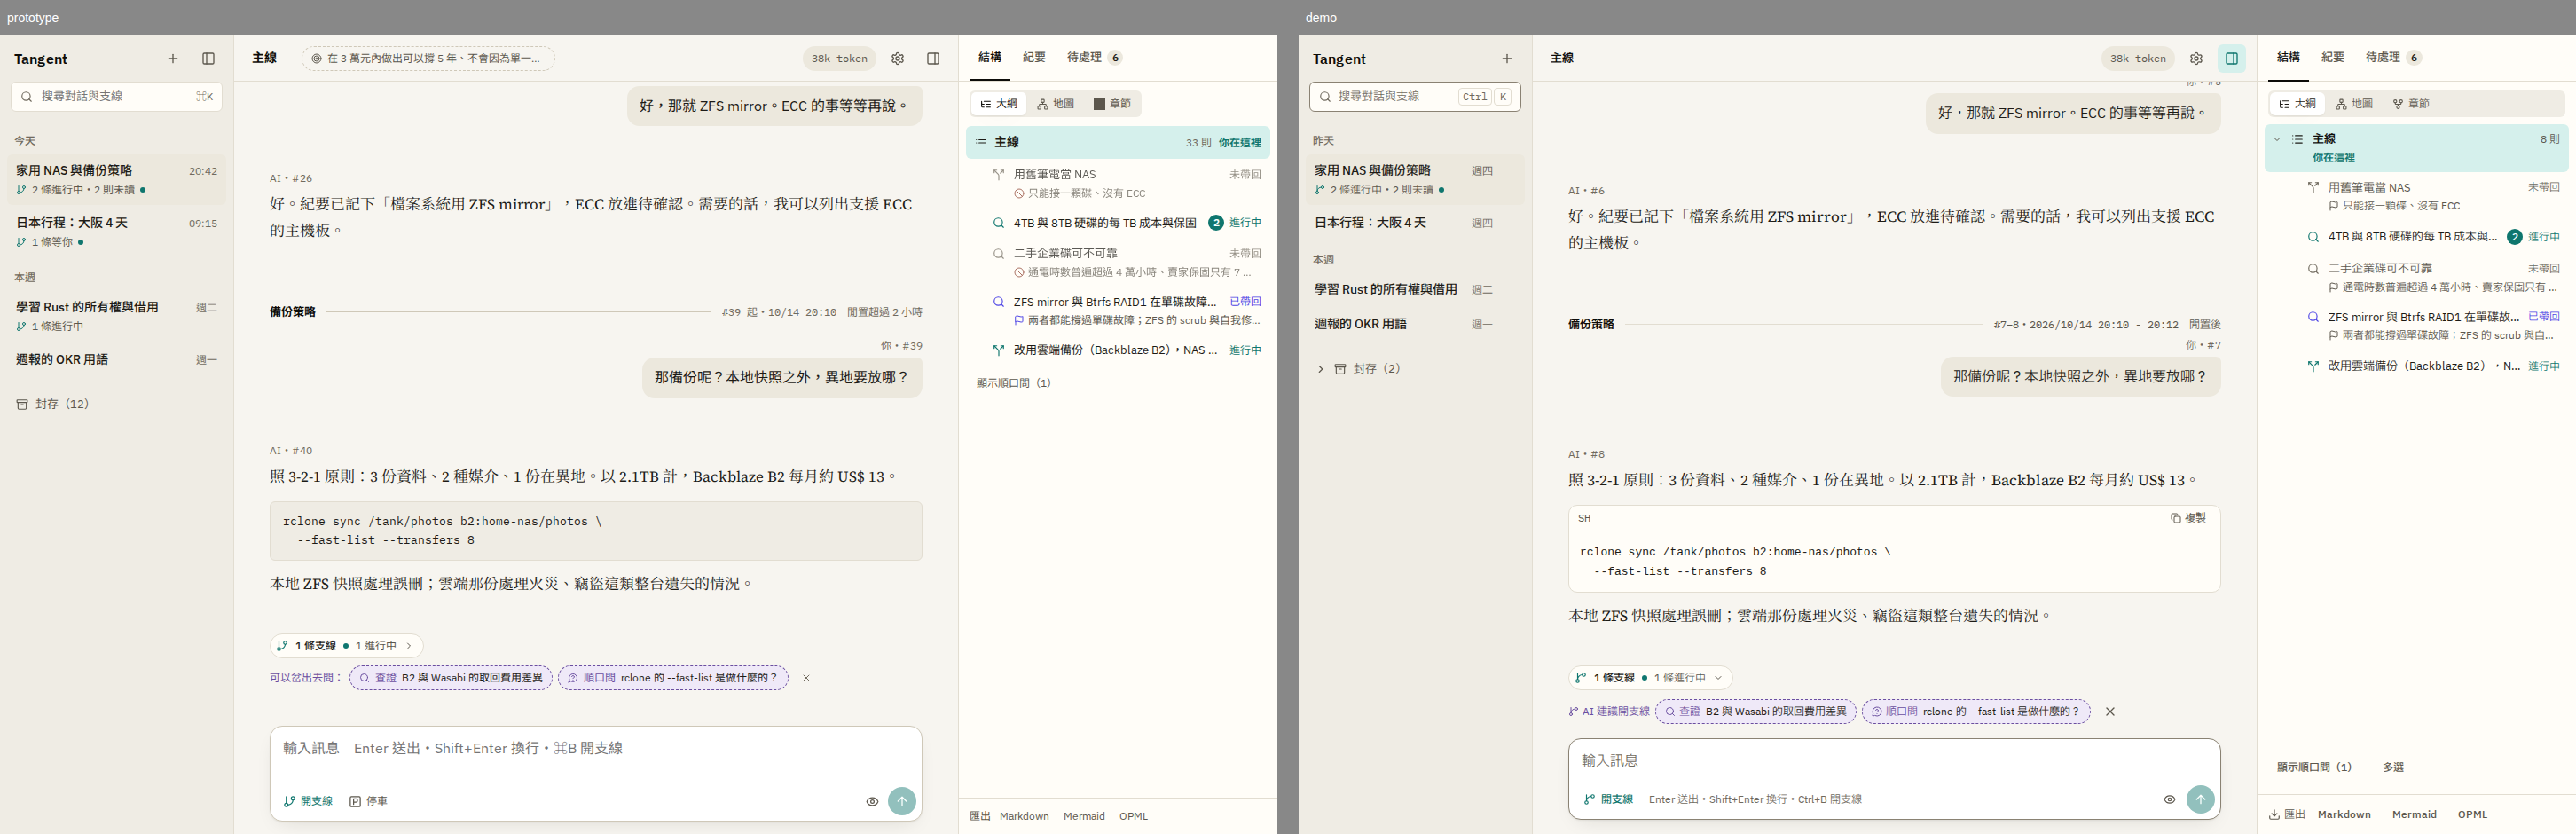 prototype
Tangent
搜尋對話與支線 ⌘K
今天
家用 NAS 與備份策略 20:42
2 條進行中・2 則未讀
日本行程：大阪 4 天 09:15
1 條等你
本週
學習 Rust 的所有權與借用 週二
1 條進行中
週報的 OKR 用語 週一
封存（12）
主線 在 3 萬元內做出可以撐 5 年、不會因為單一… 38k token
好，那就 ZFS mirror。ECC 的事等等再說。
AI・#26
好。紀要已記下「檔案系統用 ZFS mirror」，ECC 放進待確認。需要的話，我可以列出支援 ECC
的主機板。
備份策略 #39 起・10/14 20:10 閒置超過 2 小時
你・#39
那備份呢？本地快照之外，異地要放哪？
AI・#40
照 3-2-1 原則：3 份資料、2 種媒介、1 份在異地。以 2.1TB 計，Backblaze B2 每月約 US$ 13。
rclone sync /tank/photos b2:home-nas/photos \
--fast-list --transfers 8
本地 ZFS 快照處理誤刪；雲端那份處理火災、竊盜這類整台遺失的情況。
1 條支線 1 進行中
可以岔出去問： 查證 B2 與 Wasabi 的取回費用差異 順口問 rclone 的 --fast-list 是做什麼的？
輸入訊息 Enter 送出・Shift+Enter 換行・⌘B 開支線
開支線 停車
結構 紀要 待處理 6
大綱 地圖 章節
主線 33 則 你在這裡
用舊筆電當 NAS 未帶回
只能接一顆碟、沒有 ECC
4TB 與 8TB 硬碟的每 TB 成本與保固 2 進行中
二手企業碟可不可靠 未帶回
通電時數普遍超過 4 萬小時、賣家保固只有 7 …
ZFS mirror 與 Btrfs RAID1 在單碟故障… 已帶回
兩者都能撐過單碟故障；ZFS 的 scrub 與自我修…
改用雲端備份（Backblaze B2），NAS … 進行中
顯示順口問（1）
匯出 Markdown Mermaid OPML
demo
Tangent
搜尋對話與支線 Ctrl K
昨天
家用 NAS 與備份策略 週四
2 條進行中・2 則未讀
日本行程：大阪 4 天 週四
本週
學習 Rust 的所有權與借用 週二
週報的 OKR 用語 週一
封存（2）
主線 38k token
你・#5
好，那就 ZFS mirror。ECC 的事等等再說。
AI・#6
好。紀要已記下「檔案系統用 ZFS mirror」，ECC 放進待確認。需要的話，我可以列出支援 ECC
的主機板。
備份策略 #7–8・2026/10/14 20:10 - 20:12 閒置後
你・#7
那備份呢？本地快照之外，異地要放哪？
AI・#8
照 3-2-1 原則：3 份資料、2 種媒介、1 份在異地。以 2.1TB 計，Backblaze B2 每月約 US$ 13。
SH 複製
rclone sync /tank/photos b2:home-nas/photos \
--fast-list --transfers 8
本地 ZFS 快照處理誤刪；雲端那份處理火災、竊盜這類整台遺失的情況。
1 條支線 1 條進行中
AI 建議開支線 查證 B2 與 Wasabi 的取回費用差異 順口問 rclone 的 --fast-list 是做什麼的？
輸入訊息
開支線 Enter 送出・Shift+Enter 換行・Ctrl+B 開支線
結構 紀要 待處理 6
大綱 地圖 章節
主線 8 則
你在這裡
用舊筆電當 NAS 未帶回
只能接一顆碟、沒有 ECC
4TB 與 8TB 硬碟的每 TB 成本與… 2 進行中
二手企業碟可不可靠 未帶回
通電時數普遍超過 4 萬小時、賣家保固只有 …
ZFS mirror 與 Btrfs RAID1 在單碟故… 已帶回
兩者都能撐過單碟故障；ZFS 的 scrub 與自…
改用雲端備份（Backblaze B2），N… 進行中
顯示順口問（1） 多選
匯出 Markdown Mermaid OPML